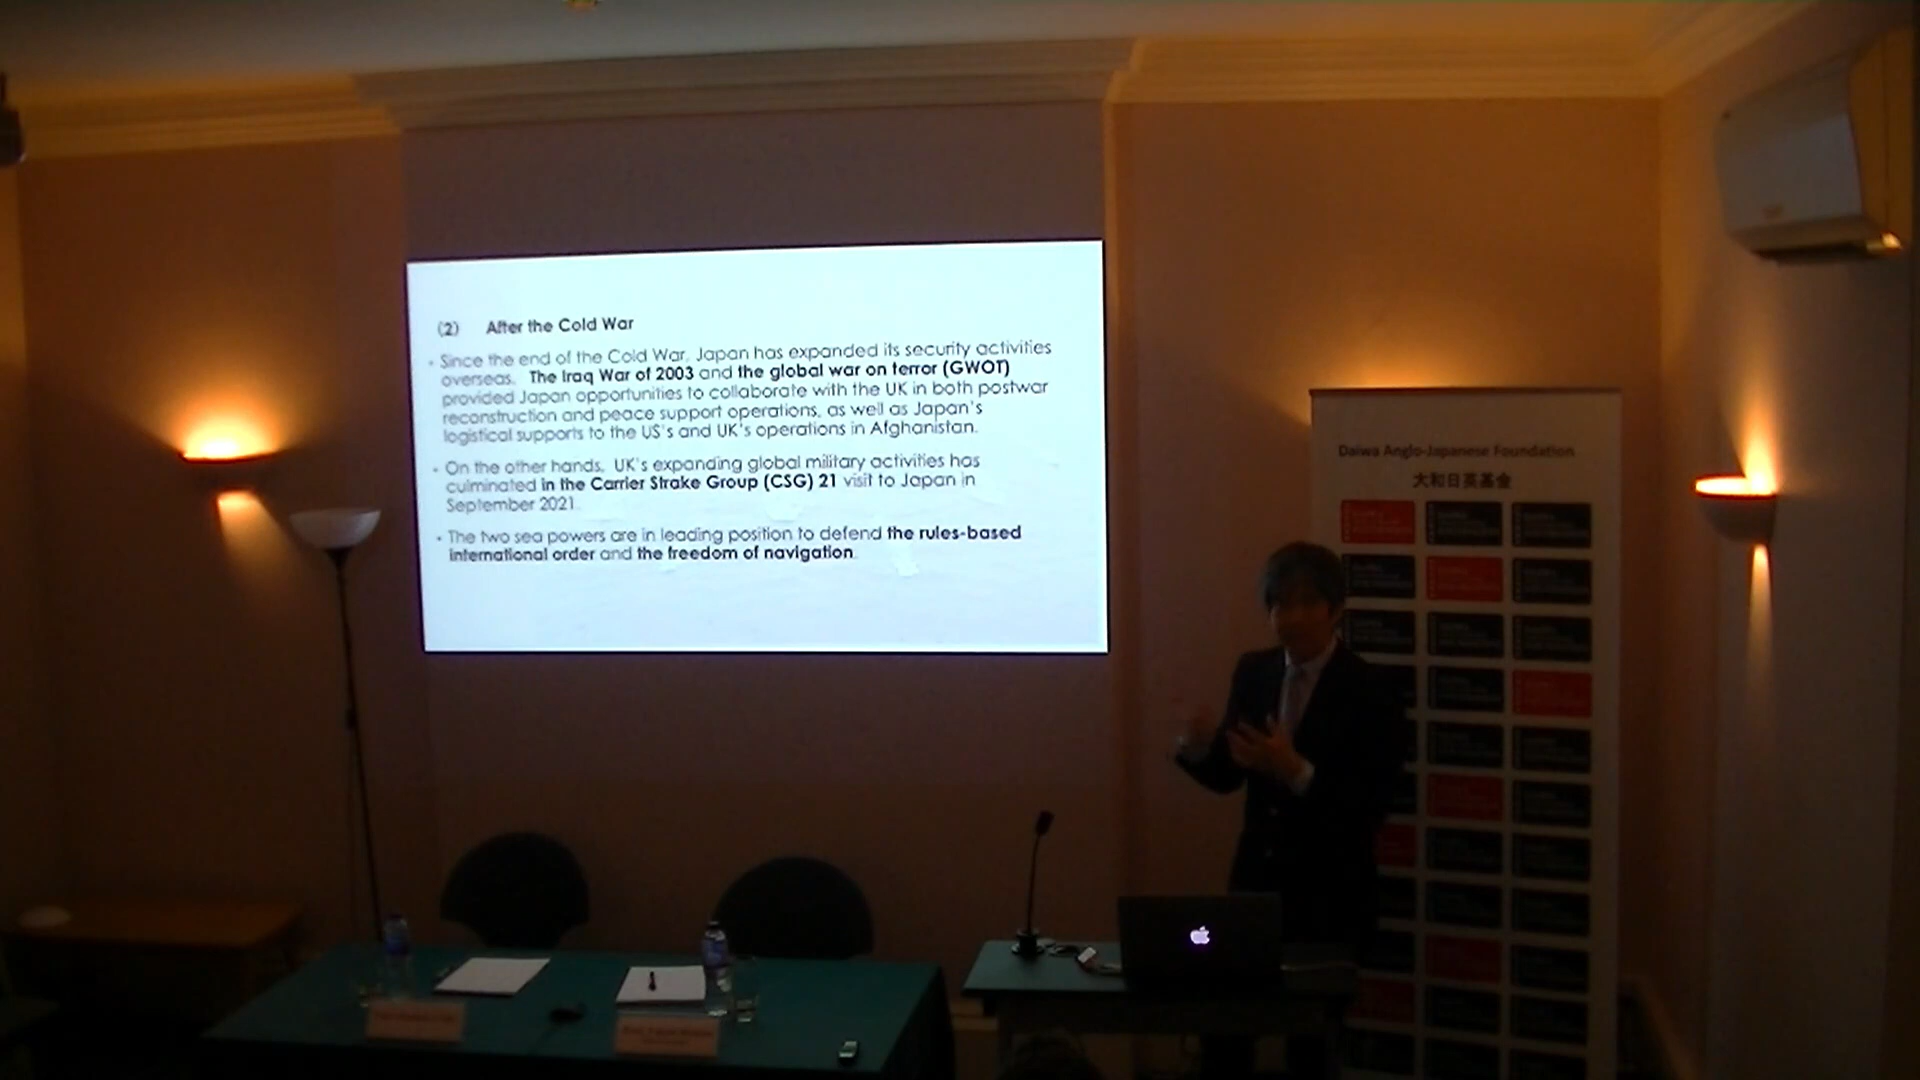 (2) After the Cold War
• Since the end of the Cold War, Japan has expanded its security activities
overseas. The Iraq War of 2003 and the global war on terror (GWOT)
provided Japan opportunities to collaborate with the UK in both postwar
reconstruction and peace support operations, as well as Japan's
logistical supports to the US's and UK's operations in Afghanistan.
• On the other hands, UK's expanding global military activities has
culminated in the Carrier Strake Group (CSG) 21 visit to Japan in
September 2021.
• The two sea powers are in leading position to defend the rules-based
international order and the freedom of navigation.
Daiwa Anglo-Japanese Foundation
大和日英基金